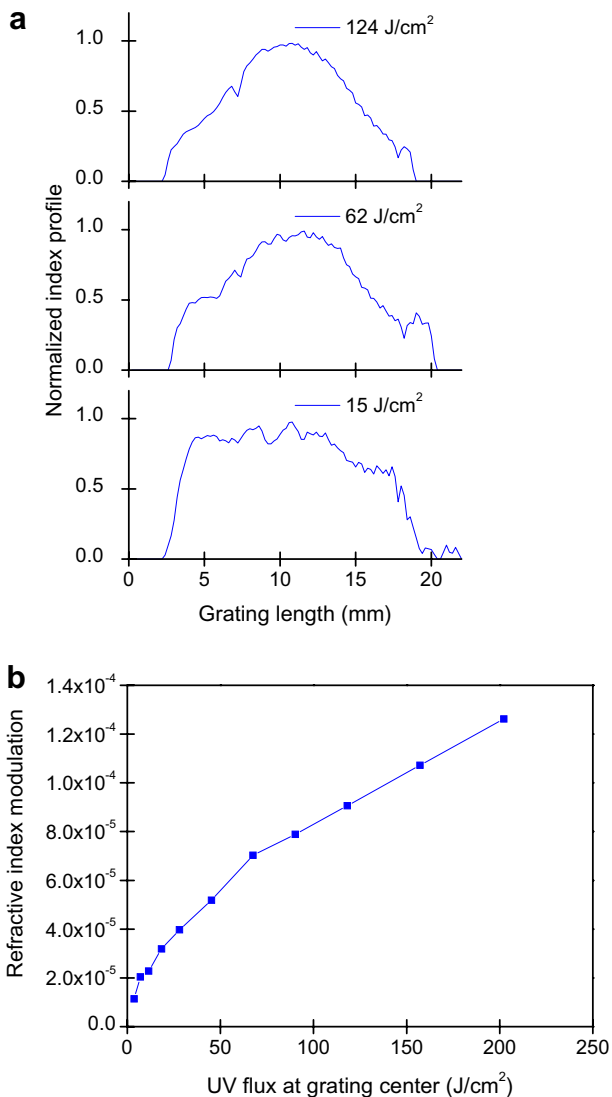 a
124 J/cm²
1.0
0.5
0.0
62 J/cm²
1.0
0.5
0.0
15 J/cm²
1.0
0.5
0.0
Normalized index profile
0 5 10 15 20
Grating length (mm)
b
1.4x10⁻⁴
1.2x10⁻⁴
1.0x10⁻⁴
8.0x10⁻⁵
6.0x10⁻⁵
4.0x10⁻⁵
2.0x10⁻⁵
0.0
Refractive index modulation
0 50 100 150 200 250
UV flux at grating center (J/cm²)